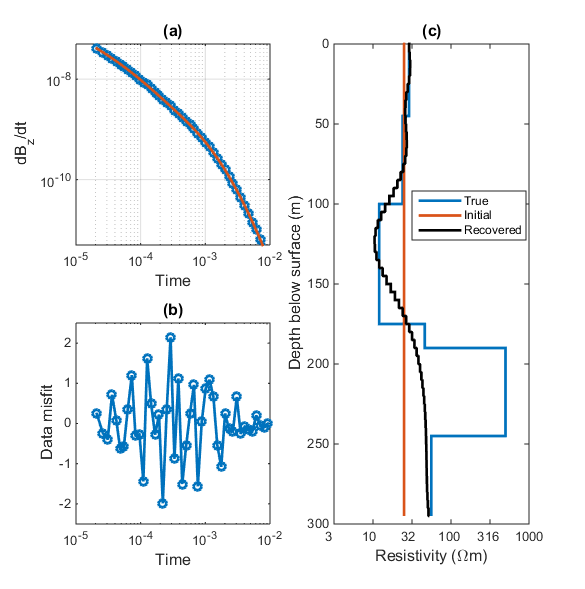 (a)
10^-8
10^-10
dB_z/dt
10^-5 10^-4 10^-3 10^-2
Time
(b)
2
1
0
-1
-2
Data misfit
10^-5 10^-4 10^-3 10^-2
Time
(c)
0
50
100
150
200
250
300
Depth below surface (m)
True
Initial
Recovered
3 10 32 100 316 1000
Resistivity (Ωm)